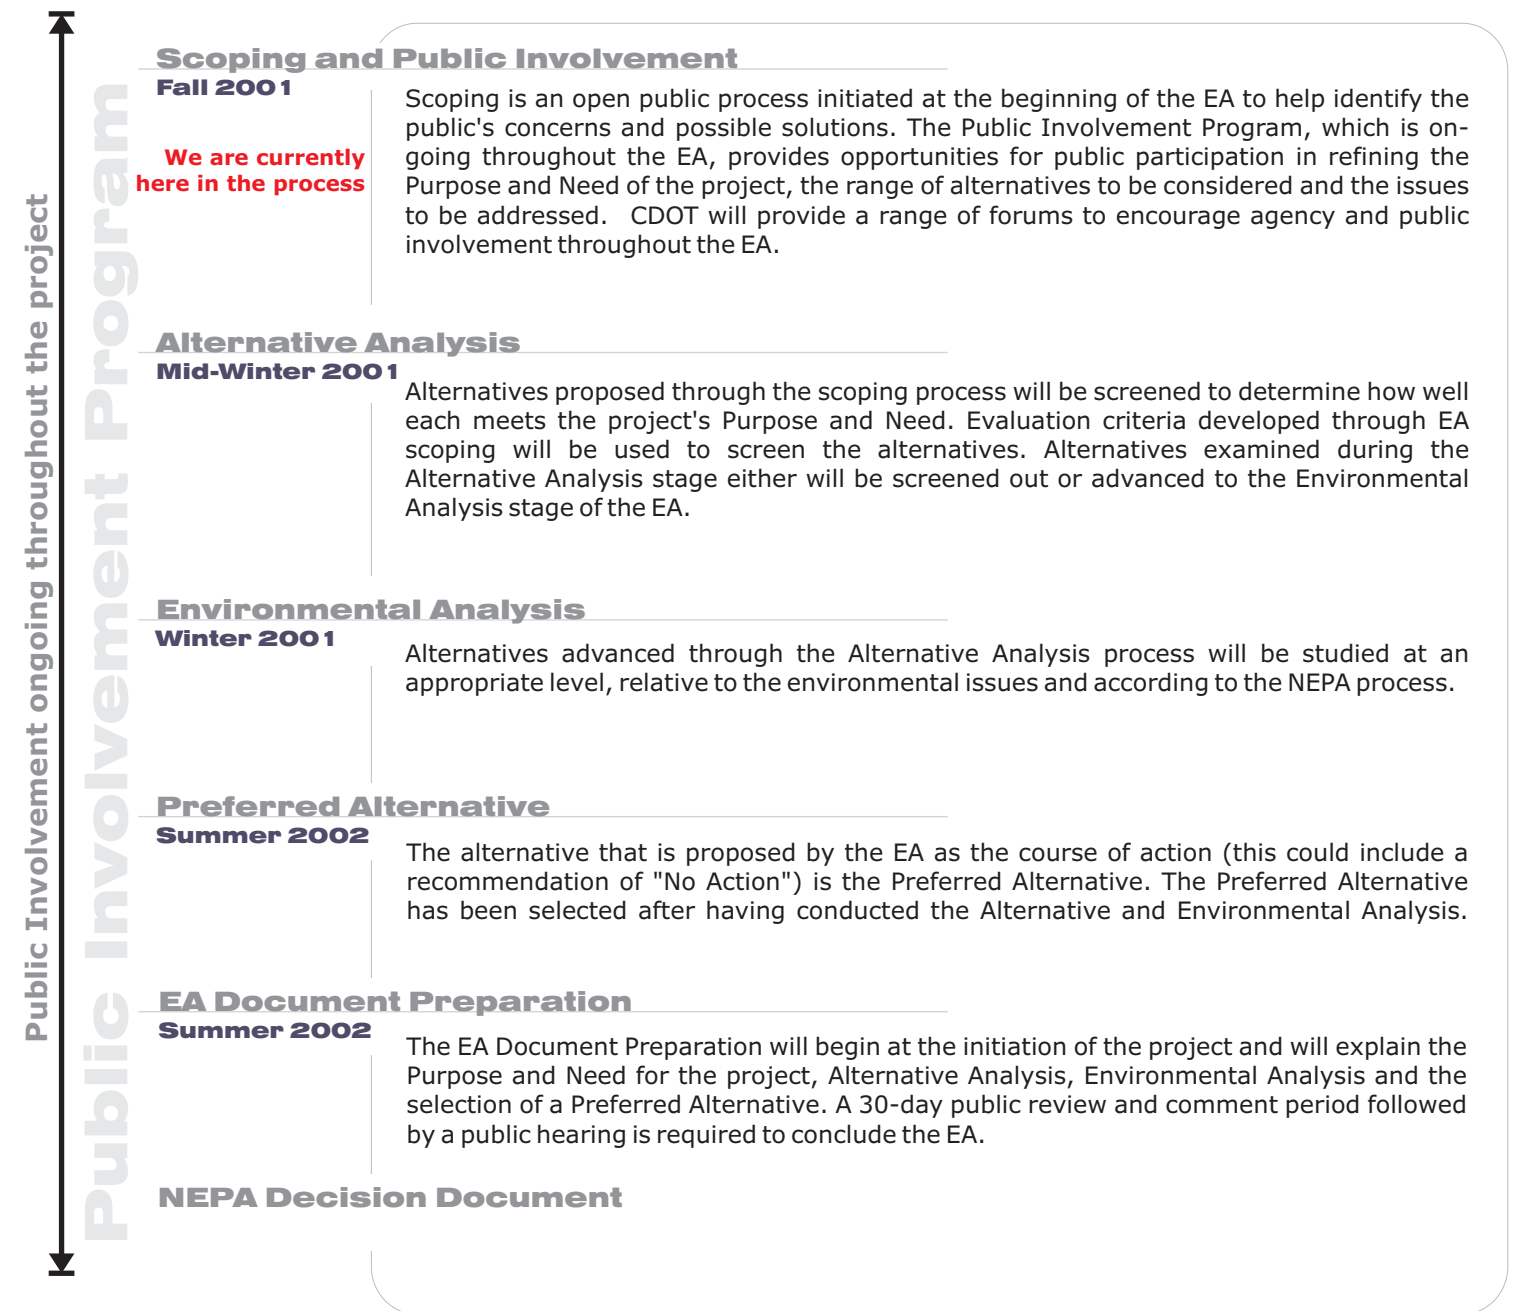 Public Involvement ongoing throughout the project
Public Involvement Program
Scoping and Public Involvement
Fall 2001
We are currently
here in the process
Scoping is an open public process initiated at the beginning of the EA to help identify the
public's concerns and possible solutions. The Public Involvement Program, which is on-
going throughout the EA, provides opportunities for public participation in refining the
Purpose and Need of the project, the range of alternatives to be considered and the issues
to be addressed.   CDOT will provide a range of forums to encourage agency and public
involvement throughout the EA.
Alternative Analysis
Mid-Winter 2001
Alternatives proposed through the scoping process will be screened to determine how well
each meets the project's Purpose and Need. Evaluation criteria developed through EA
scoping will be used to screen the alternatives. Alternatives examined during the
Alternative Analysis stage either will be screened out or advanced to the Environmental
Analysis stage of the EA.
Environmental Analysis
Winter 2001
Alternatives advanced through the Alternative Analysis process will be studied at an
appropriate level, relative to the environmental issues and according to the NEPA process.
Preferred Alternative
Summer 2002
The alternative that is proposed by the EA as the course of action (this could include a
recommendation of "No Action") is the Preferred Alternative. The Preferred Alternative
has been selected after having conducted the Alternative and Environmental Analysis.
EA Document Preparation
Summer 2002
The EA Document Preparation will begin at the initiation of the project and will explain the
Purpose and Need for the project, Alternative Analysis, Environmental Analysis and the
selection of a Preferred Alternative. A 30-day public review and comment period followed
by a public hearing is required to conclude the EA.
NEPA Decision Document